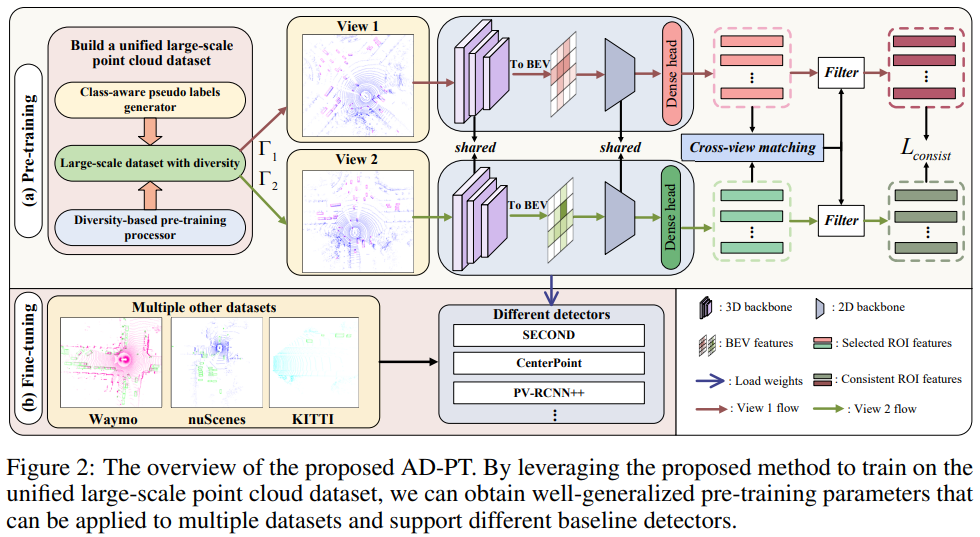 (a) Pre-training
Build a unified large-scale
point cloud dataset
Class-aware pseudo labels
generator
Large-scale dataset with diversity
Diversity-based pre-training
processor
Γ1
Γ2
View 1
View 2
To BEV
Dense head
shared
shared
To BEV
Dense head
Cross-view matching
Filter
Filter
Lconsist
(b) Fine-tuning
Multiple other datasets
Waymo
nuScenes
KITTI
Different detectors
SECOND
CenterPoint
PV-RCNN++
: 3D backbone
: 2D backbone
: BEV features
: Selected ROI features
: Load weights
: Consistent ROI features
: View 1 flow
: View 2 flow
Figure 2: The overview of the proposed AD-PT. By leveraging the proposed method to train on the
unified large-scale point cloud dataset, we can obtain well-generalized pre-training parameters that
can be applied to multiple datasets and support different baseline detectors.